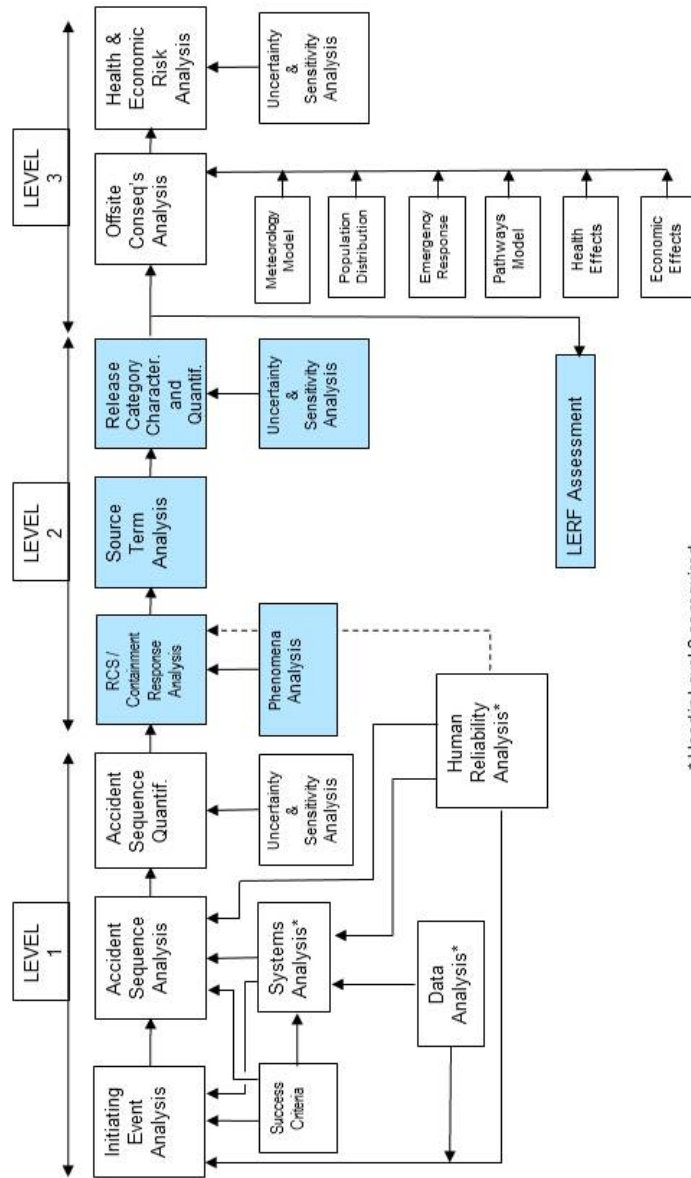 LEVEL
1
LEVEL
2
LEVEL
3
Initiating
Event
Analysis
Accident
Sequence
Analysis
Accident
Sequence
Quantif.
RCS /
Containment
Response
Analysis
Source
Term
Analysis
Release
Category
Character.
and
Quantif.
Offsite
Conseq's
Analysis
Health &
Economic
Risk
Analysis
Success
Criteria
Systems
Analysis*
Uncertainty
&
Sensitivity
Analysis
Phenomena
Analysis
Uncertainty
&
Sensitivity
Analysis
Uncertainty
&
Sensitivity
Analysis
Meteorology
Model
Population
Distribution
Emergency
Response
Pathways
Model
Health
Effects
Economic
Effects
Data
Analysis*
Human
Reliability
Analysis*
LERF Assessment